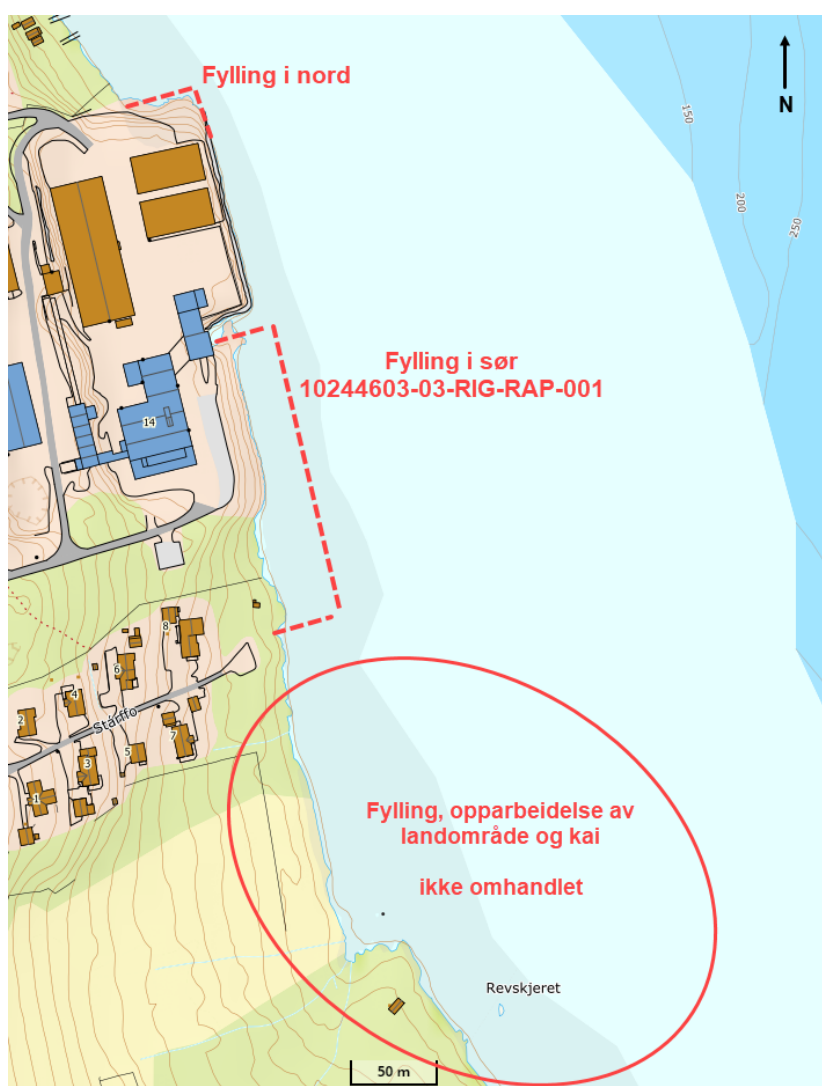 Fylling i nord
N
150
200
250
Fylling i sør
10244603-03-RIG-RAP-001
14
8
6
4
2
Stårffo
7
5
3
1
Fylling, opparbeidelse av
landområde og kai
ikke omhandlet
Revskjeret
50 m